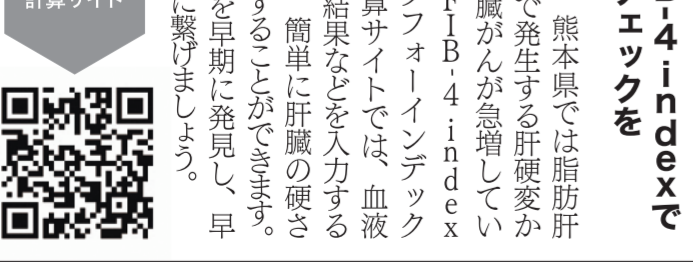 B-4 indexで
ェックを
熊本県では脂肪肝
で発生する肝硬変か
臓がんが急増してい
FIB-4 index
フォーインデック
算サイトでは、血液
結果などを入力する
簡単に肝臓の硬さ
することができます。
を早期に発見し、早
に繋げましょう。
計算サイト